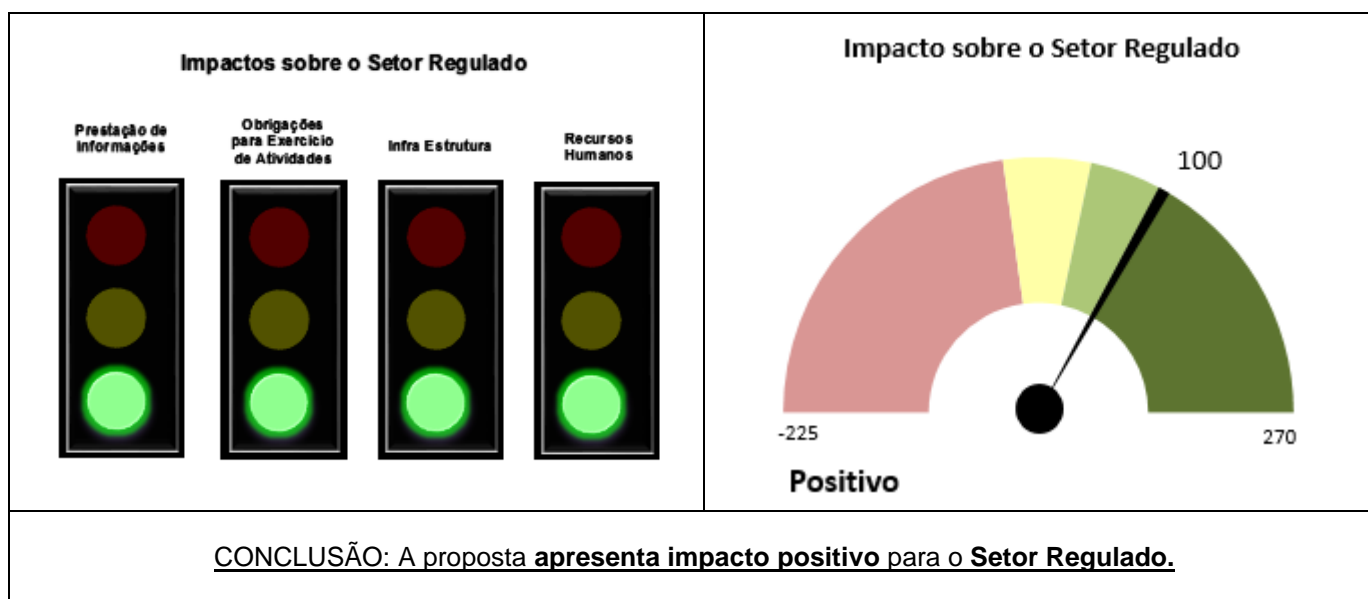 Impactos sobre o Setor Regulado
Prestação de
Informações
Obrigações
para Exercício
de Atividades
Infra Estrutura
Recursos
Humanos
Impacto sobre o Setor Regulado
100
-225
270
Positivo
CONCLUSÃO: A proposta apresenta impacto positivo para o Setor Regulado.